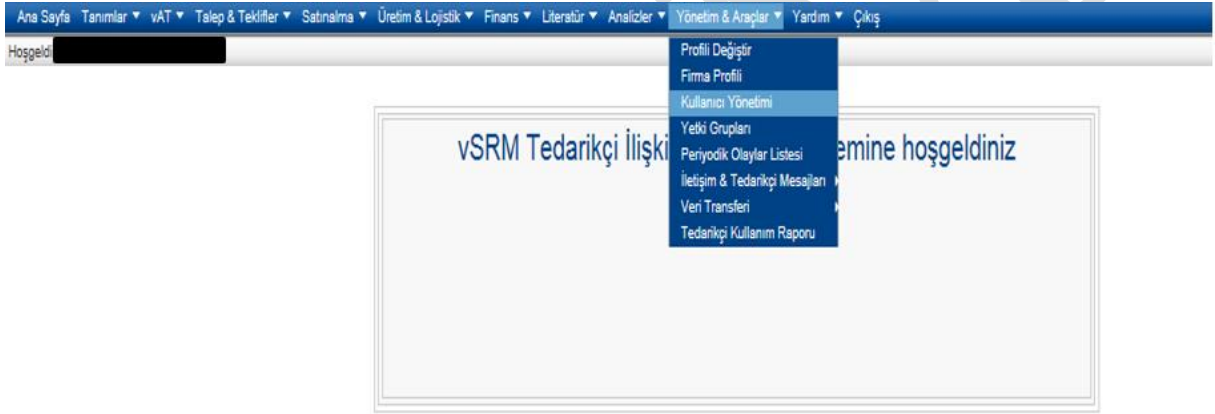 Ana Sayfa Tanımlar ▼ vAT ▼ Talep & Teklifler ▼ Satınalma ▼ Üretim & Lojistik ▼ Finans ▼ Literatür ▼ Analizler ▼ Yönetim & Araçlar ▼ Yardım ▼ Çıkış
Hoşgeldi
Profili Değiştir
Firma Profili
Kullanıcı Yönetimi
Yetki Grupları
Periyodik Olaylar Listesi
İletişim & Tedarikçi Mesajları
Veri Transferi
Tedarikçi Kullanım Raporu
vSRM Tedarikçi İlişki emine hoşgeldiniz